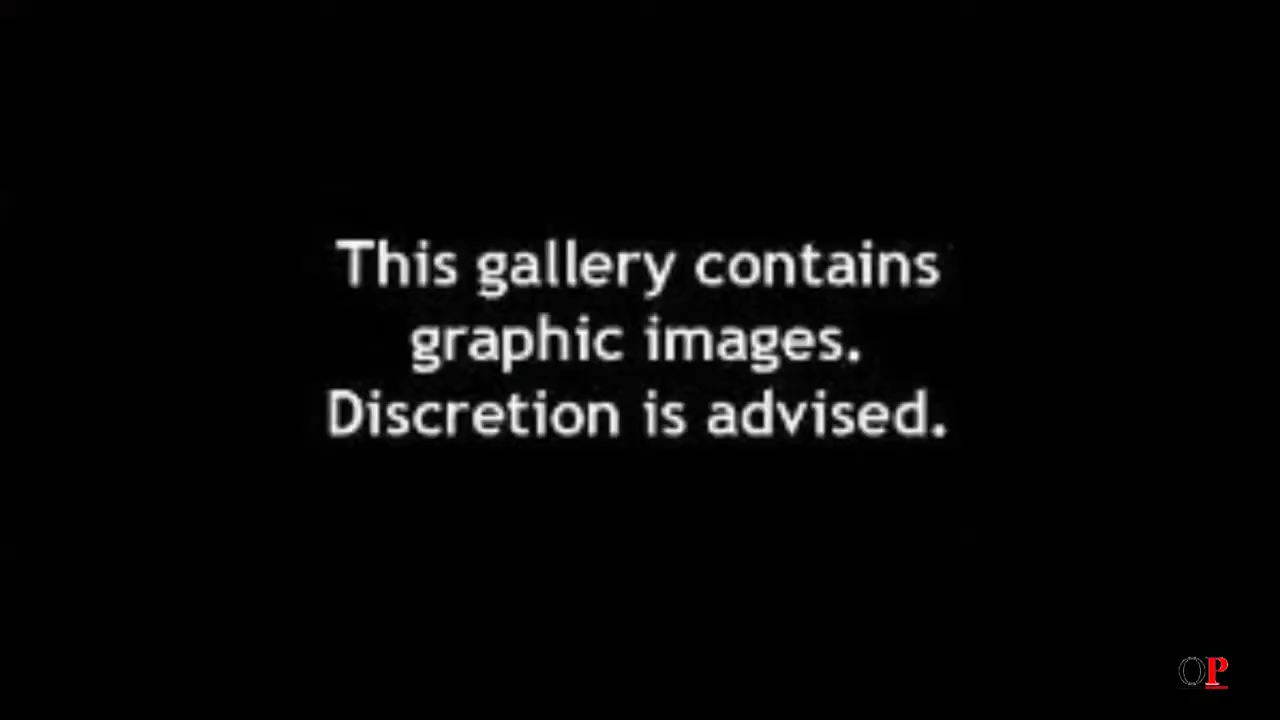 This gallery contains
graphic images.
Discretion is advised.
OP